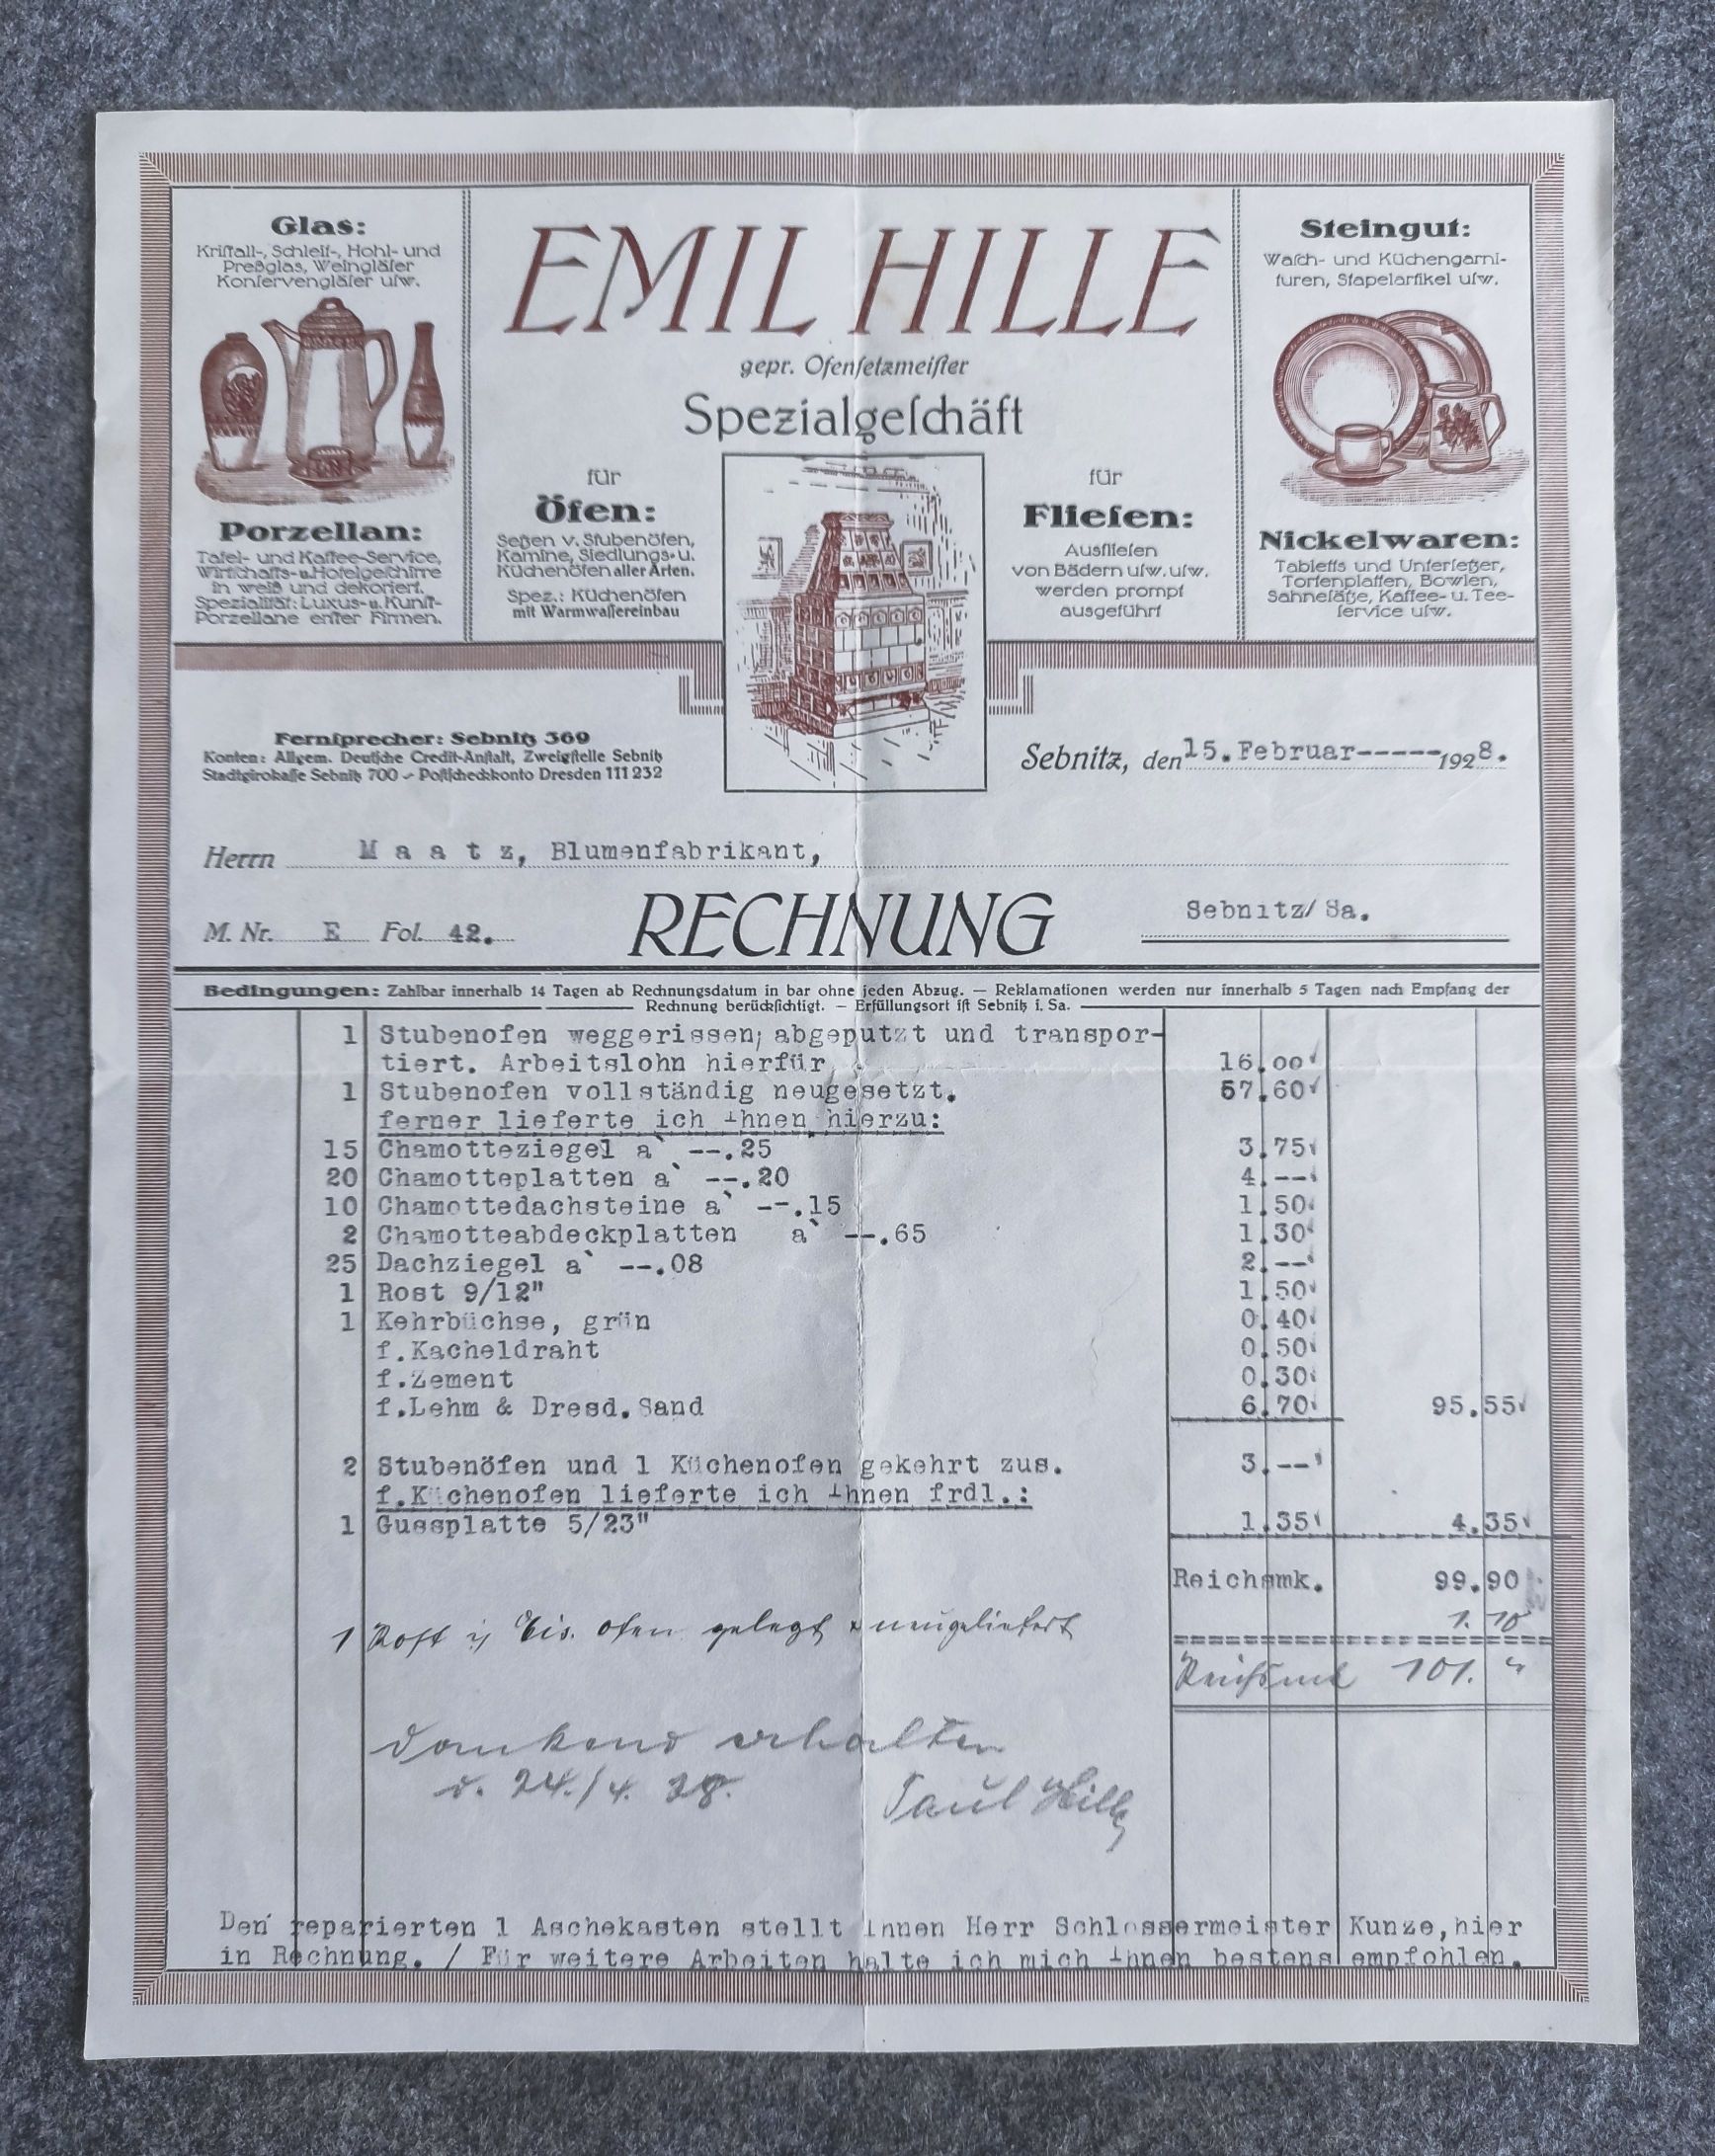 Glas:
Kriſtall-, Schleif-, Hohl- und
Preßglas, Weingläſer
Konſervengläſer uſw.
Porzellan:
Tafel- und Kaffee-Service,
Wirtſchafts- u. Hotelgeſchirre
in weiß und dekoriert.
Spezialität: Luxus- u. Kunſt-
Porzellane erſter Firmen.
EMIL HILLE
gepr. Ofenſetzmeiſter
Spezialgeſchäft
für
Öfen:
Setzen v. Stubenöfen,
Kamine, Siedlungs- u.
Küchenöfen aller Arten.
Spez.: Küchenöfen
mit Warmwaſſereinbau
für
Flieſen:
Ausflieſen
von Bädern uſw. uſw.
werden prompt
ausgeführt
Steingut:
Waſch- und Küchengarni-
turen, Stapelartikel uſw.
Nickelwaren:
Tabletts und Unterſetzer,
Tortenplatten, Bowlen,
Sahneſätze, Kaffee- u. Tee-
ſervice uſw.
Fernſprecher: Sebnitz 369
Konten: Allgem. Deutſche Credit-Anſtalt, Zweigſtelle Sebnitz
Stadtgirokaſſe Sebnitz 700 – Poſtſcheckkonto Dresden 111 232
Sebnitz, den 15. Februar-----1928.
Herrn Maatz, Blumenfabrikant,
M. Nr. E Fol. 42.
RECHNUNG
Sebnitz/Sa.
Bedingungen: Zahlbar innerhalb 14 Tagen ab Rechnungsdatum in bar ohne jeden Abzug. — Reklamationen werden nur innerhalb 5 Tagen nach Empfang der
Rechnung berückſichtigt. — Erfüllungsort iſt Sebnitz i. Sa.
1 Stubenofen weggerissen, abgeputzt und transpor-
tiert. Arbeitslohn hierfür 16.00
1 Stubenofen vollständig neugesetzt. 57.60
ferner lieferte ich Ihnen hierzu:
15 Chamotteziegel a` --.25 3.75
20 Chamotteplatten a` --.20 4.--
10 Chamottedachsteine a` --.15 1.50
2 Chamotteabdeckplatten a` --.65 1.30
25 Dachziegel a` --.08 2.--
1 Rost 9/12" 1.50
1 Kehrbüchse, grün 0.40
f.Kacheldraht 0.50
f.Zement 0.30
f.Lehm & Dresd.Sand 6.70 95.55
2 Stubenöfen und 1 Küchenofen gekehrt zus. 3.--
f.Küchenofen lieferte ich Ihnen frdl.:
1 Gussplatte 5/23" 1.35 4.35
Reichsmk. 99.90
1 Rost Eis. ofen gelegt neugeliefert 1.10
Reichsmk 101.
dankend erhalten
d. 24./4. 28. Paul Hille
Den reparierten 1 Aschekasten stellt Ihnen Herr Schlossermeister Kunze, hier
in Rechnung. / Für weitere Arbeiten halte ich mich Ihnen bestens empfohlen.